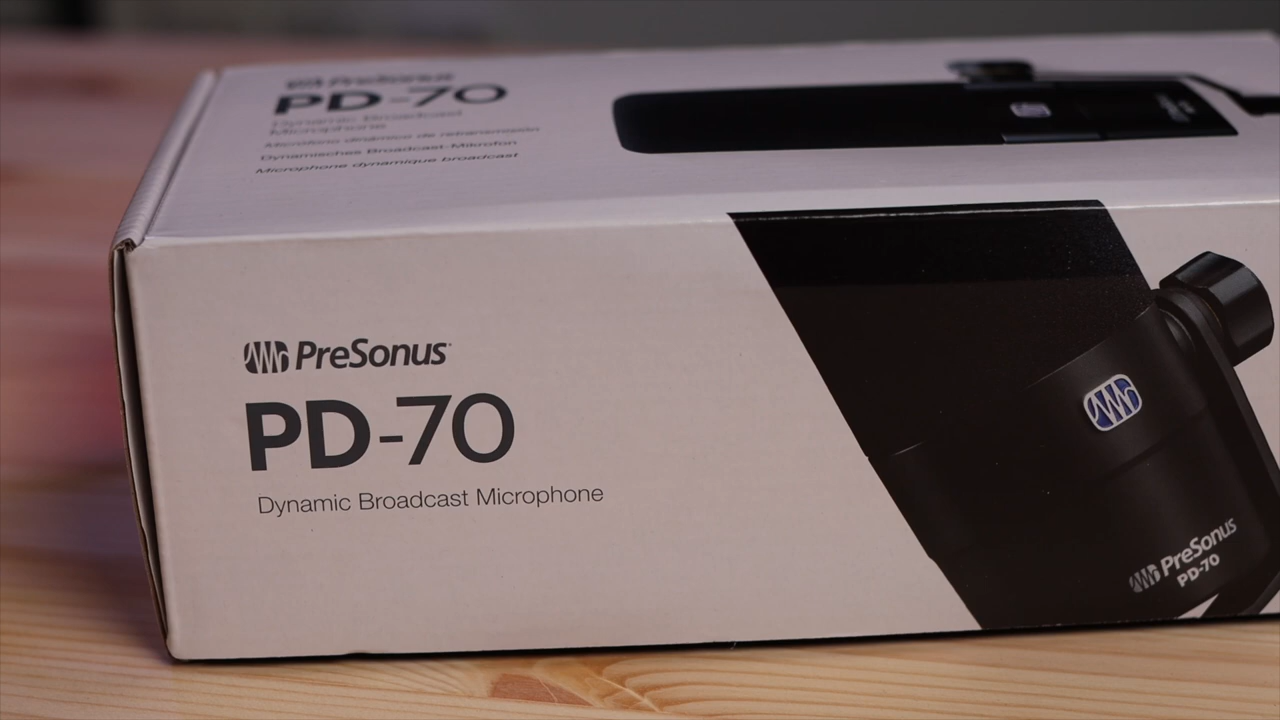 PreSonus
PD-70
Dynamic Broadcast
Microphone
Micrófono dinámico de retransmisión
Dynamisches Broadcast-Mikrofon
Microphone dynamique broadcast
PreSonus
PD-70
Dynamic Broadcast Microphone
PreSonus
PD-70